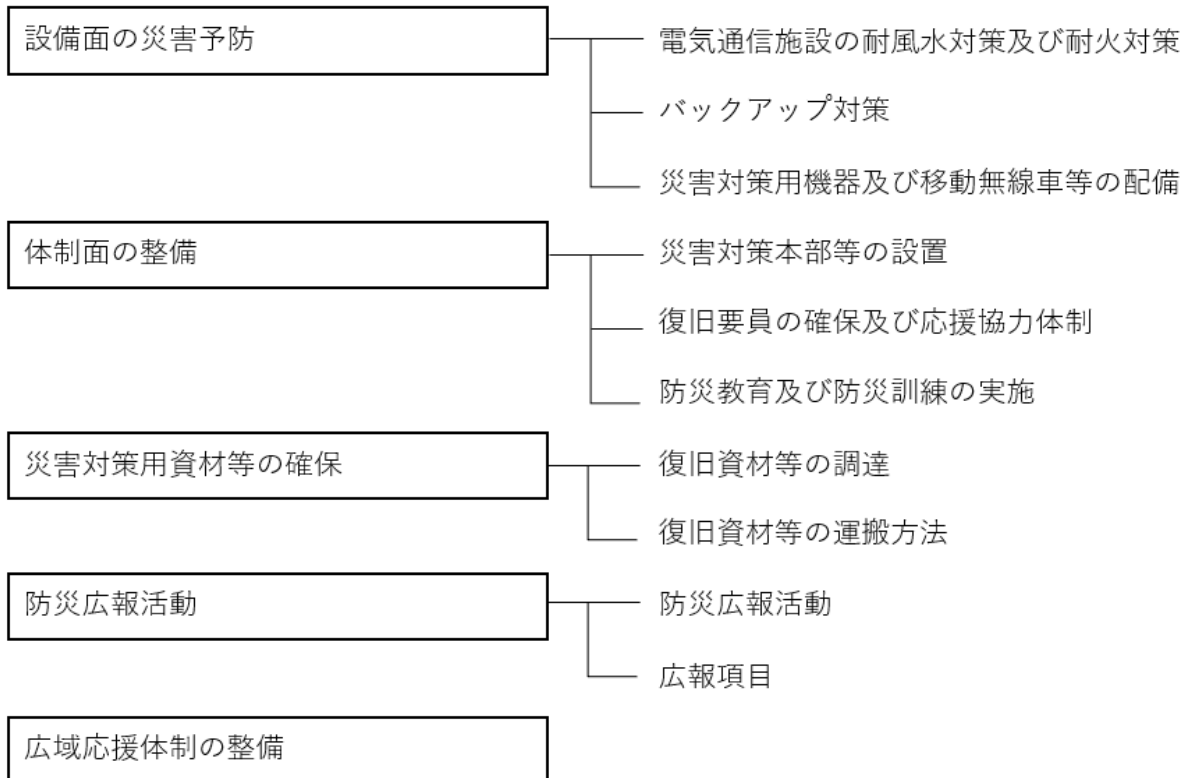 設備面の災害予防
電気通信施設の耐風水対策及び耐火対策
バックアップ対策
災害対策用機器及び移動無線車等の配備
体制面の整備
災害対策本部等の設置
復旧要員の確保及び応援協力体制
防災教育及び防災訓練の実施
災害対策用資材等の確保
復旧資材等の調達
復旧資材等の運搬方法
防災広報活動
防災広報活動
広報項目
広域応援体制の整備